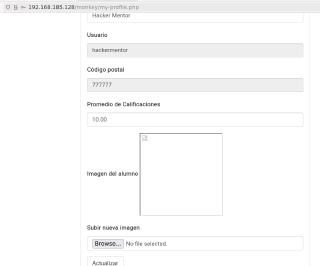 192.168.185.128/monkey/my-profile.php
Hacker Mentor
Usuario
hackermentor
Código postal
777777
Promedio de Calificaciones
10.00
Imagen del alumno
Subir nueva imagen
Browse... No file selected.
Actualizar